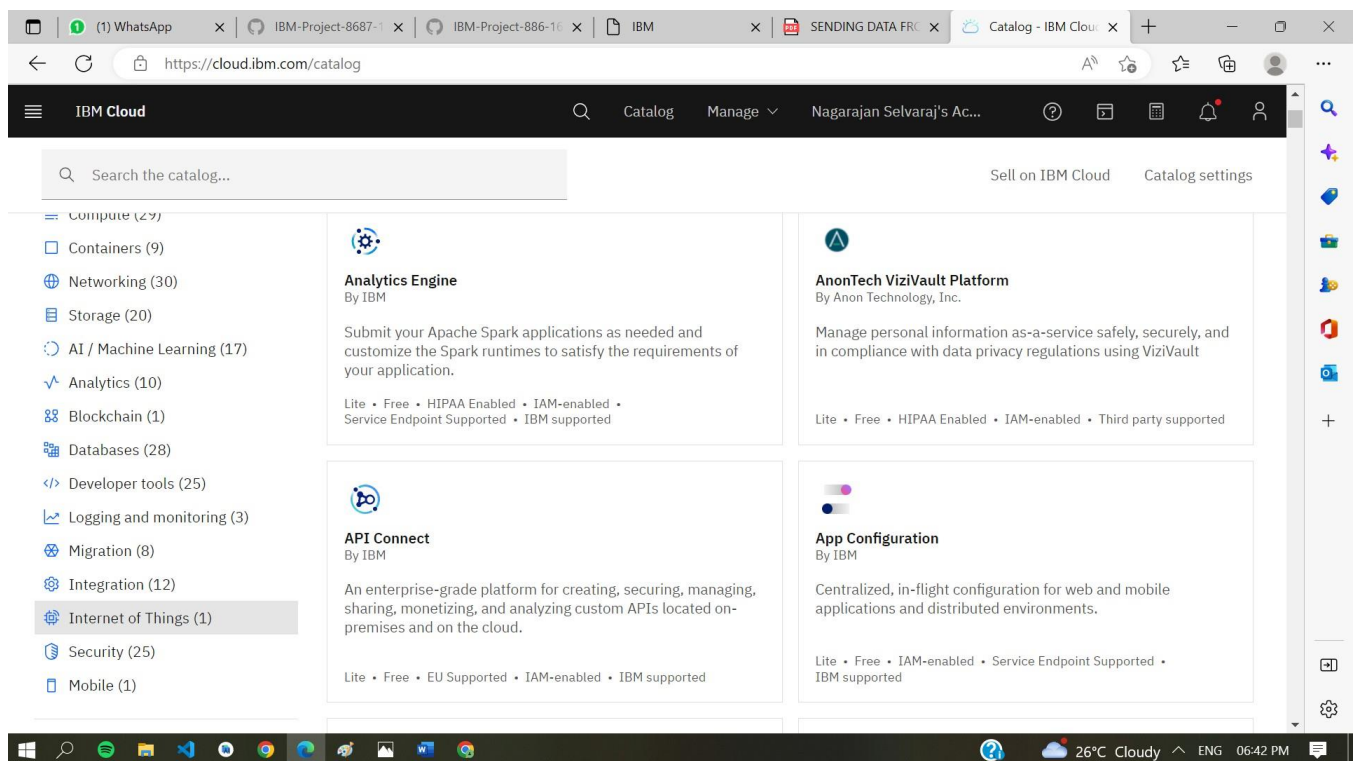 (1) WhatsApp
IBM-Project-8687-1
IBM-Project-886-16
IBM
SENDING DATA FRO
Catalog - IBM Cloud
https://cloud.ibm.com/catalog
IBM Cloud
Catalog
Manage
Nagarajan Selvaraj's Ac...
Search the catalog...
Sell on IBM Cloud
Catalog settings
Compute (29)
Containers (9)
Networking (30)
Storage (20)
AI / Machine Learning (17)
Analytics (10)
Blockchain (1)
Databases (28)
Developer tools (25)
Logging and monitoring (3)
Migration (8)
Integration (12)
Internet of Things (1)
Security (25)
Mobile (1)
Analytics Engine
By IBM
Submit your Apache Spark applications as needed and
customize the Spark runtimes to satisfy the requirements of
your application.
Lite • Free • HIPAA Enabled • IAM-enabled •
Service Endpoint Supported • IBM supported
AnonTech ViziVault Platform
By Anon Technology, Inc.
Manage personal information as-a-service safely, securely, and
in compliance with data privacy regulations using ViziVault
Lite • Free • HIPAA Enabled • IAM-enabled • Third party supported
API Connect
By IBM
An enterprise-grade platform for creating, securing, managing,
sharing, monetizing, and analyzing custom APIs located on-
premises and on the cloud.
Lite • Free • EU Supported • IAM-enabled • IBM supported
App Configuration
By IBM
Centralized, in-flight configuration for web and mobile
applications and distributed environments.
Lite • Free • IAM-enabled • Service Endpoint Supported •
IBM supported
26°C Cloudy
ENG
06:42 PM